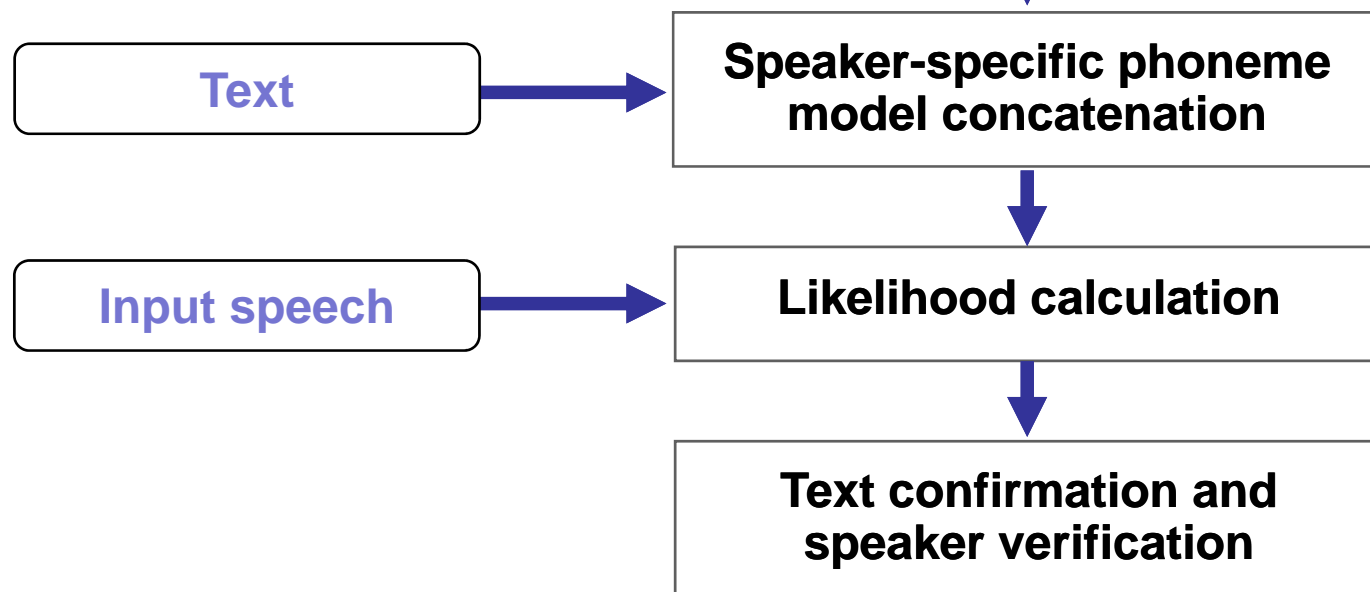 Text
Speaker-specific phoneme
model concatenation
Input speech
Likelihood calculation
Text confirmation and
speaker verification